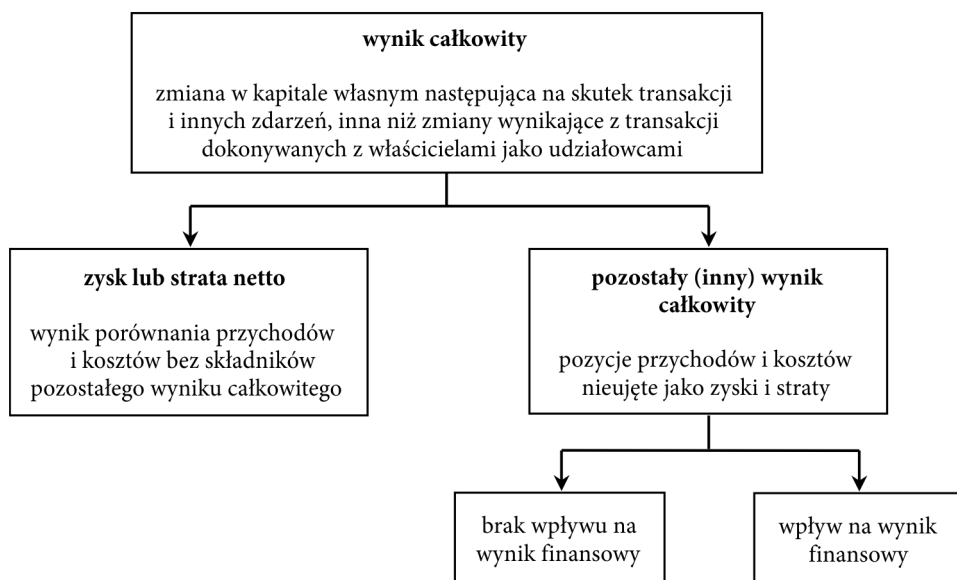 wynik całkowity
zmiana w kapitale własnym następująca na skutek transakcji
i innych zdarzeń, inna niż zmiany wynikające z transakcji
dokonywanych z właścicielami jako udziałowcami
zysk lub strata netto
wynik porównania przychodów
i kosztów bez składników
pozostałego wyniku całkowitego
pozostały (inny) wynik
całkowity
pozycje przychodów i kosztów
nieujęte jako zyski i straty
brak wpływu na
wynik finansowy
wpływ na wynik
finansowy